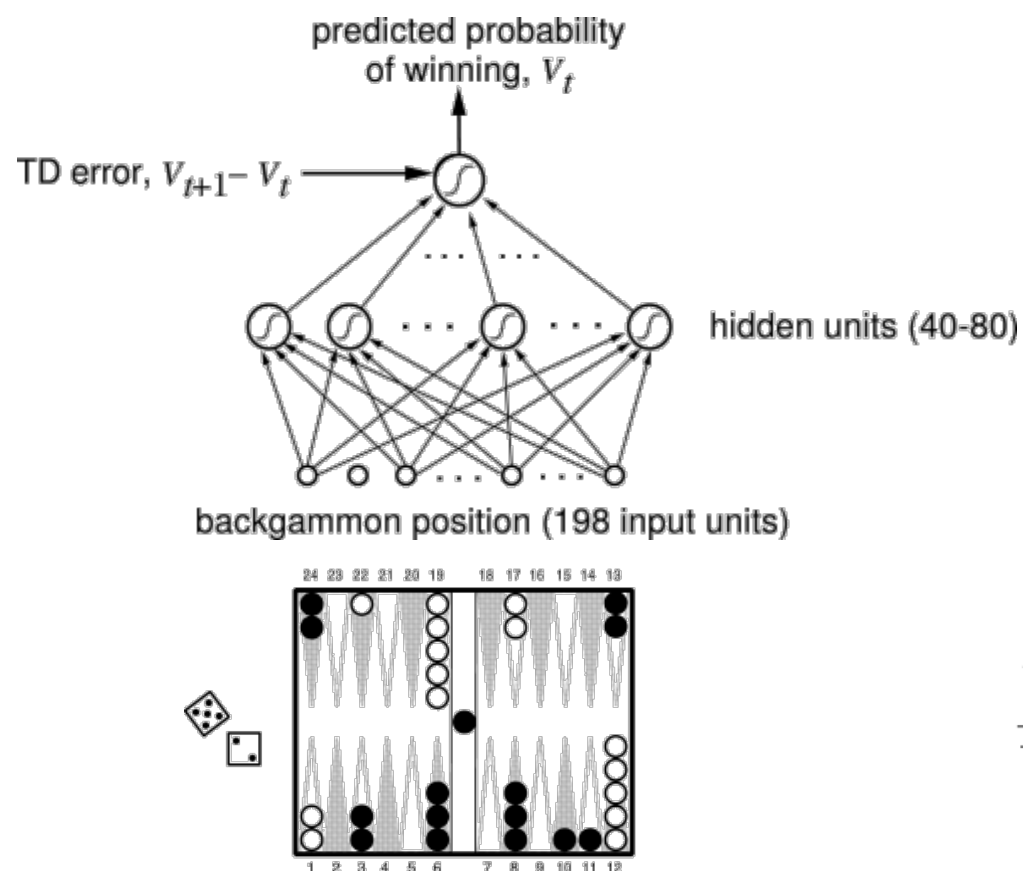 predicted probability
of winning, V_t
TD error, V_{t+1} – V_t
hidden units (40-80)
backgammon position (198 input units)
24 23 22 21 20 19 18 17 16 15 14 13
1 2 3 4 5 6 7 8 9 10 11 12